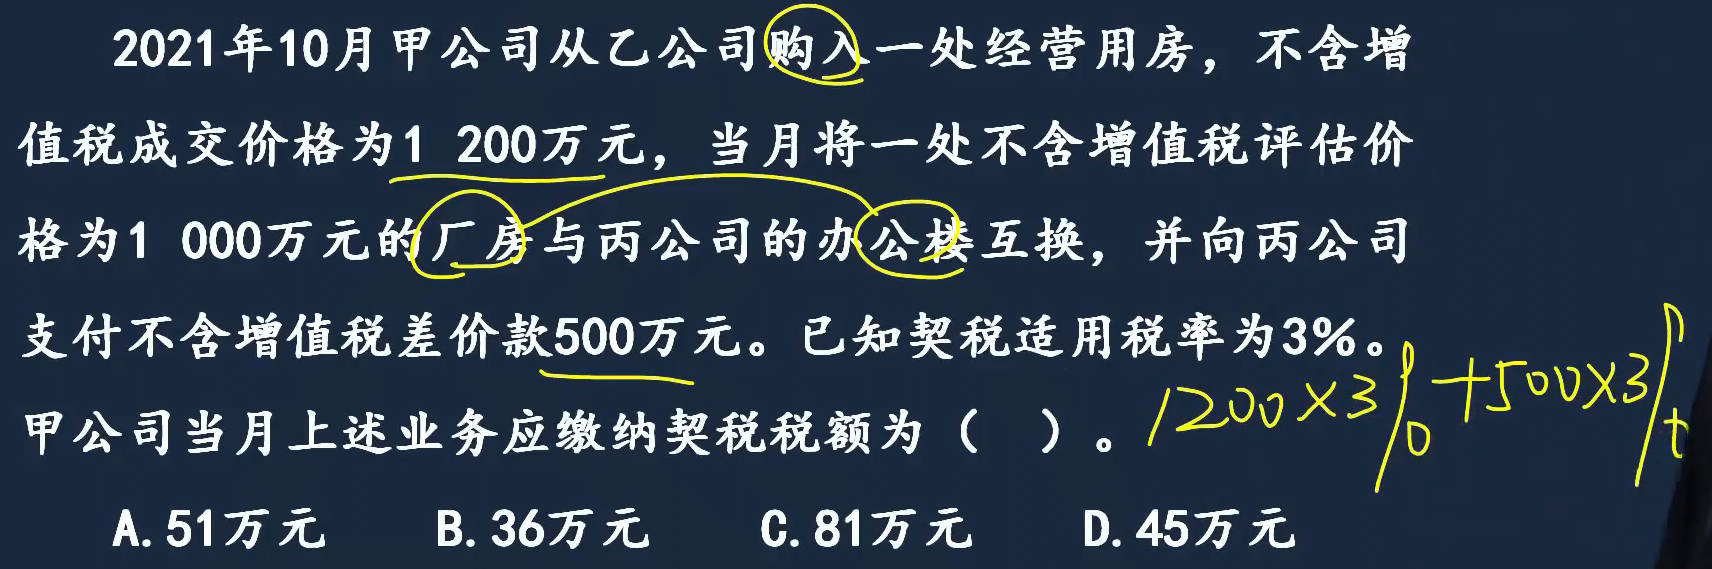 2021年10月甲公司从乙公司购入一处经营用房，不含增
值税成交价格为1 200万元，当月将一处不含增值税评估价
格为1 000万元的厂房与丙公司的办公楼互换，并向丙公司
支付不含增值税差价款500万元。已知契税适用税率为3%。
甲公司当月上述业务应缴纳契税税额为（ ）。
1200×3%+500×3%
A.51万元 B.36万元 C.81万元 D.45万元